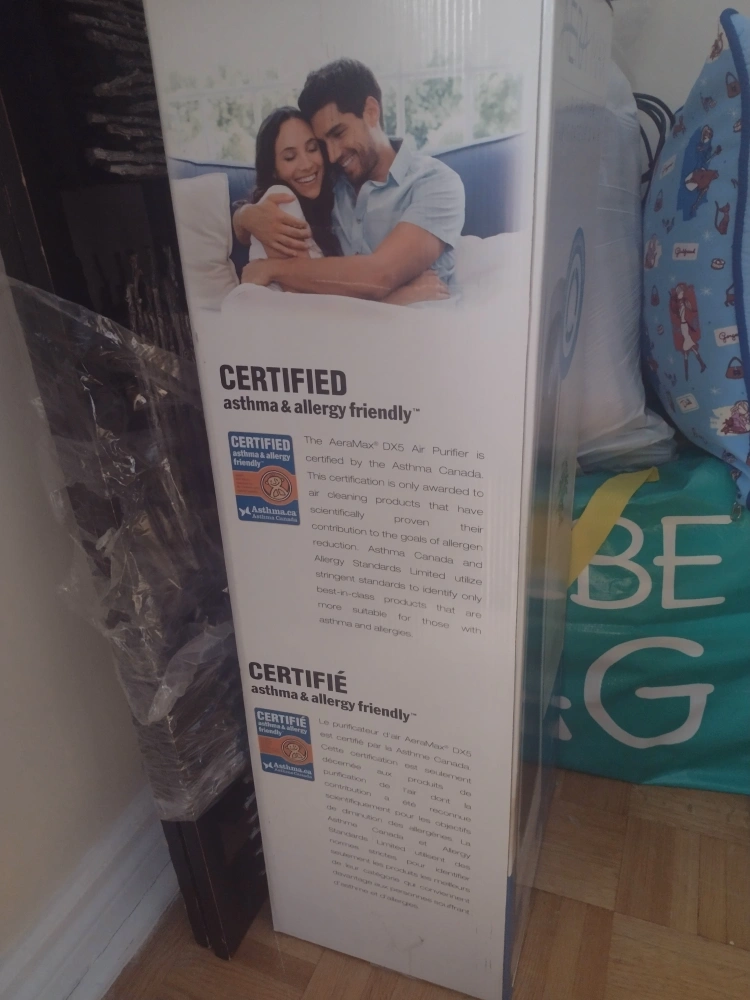 CERTIFIED
asthma & allergy friendly™
CERTIFIED
asthma & allergy
friendly™
Asthma.ca
Asthma Canada
The AeraMax® DX5 Air Purifier is
certified by the Asthma Canada.
This certification is only awarded to
air cleaning products that have
scientifically proven their
contribution to the goals of allergen
reduction. Asthma Canada and
Allergy Standards Limited utilize
stringent standards to identify only
best-in-class products that are
more suitable for those with
asthma and allergies.
CERTIFIÉ
asthma & allergy friendly™
CERTIFIÉ
asthma & allergy
friendly
Asthma.ca
Le purificateur d'air AeraMax® DX5
est certifié par le Asthme Canada.
Cette certification est seulement
décernée aux produits de
purification de l'air dont la
contribution a été reconnue
scientifiquement pour les objectifs
de diminution des allergènes. La
Asthme Canada et Allergy
Standards Limited utilisent des
normes strictes pour identifier
seulement les produits les meilleurs
de leur catégorie qui conviennent
davantage aux personnes souffrant
d'asthme et d'allergies.
BE
:G